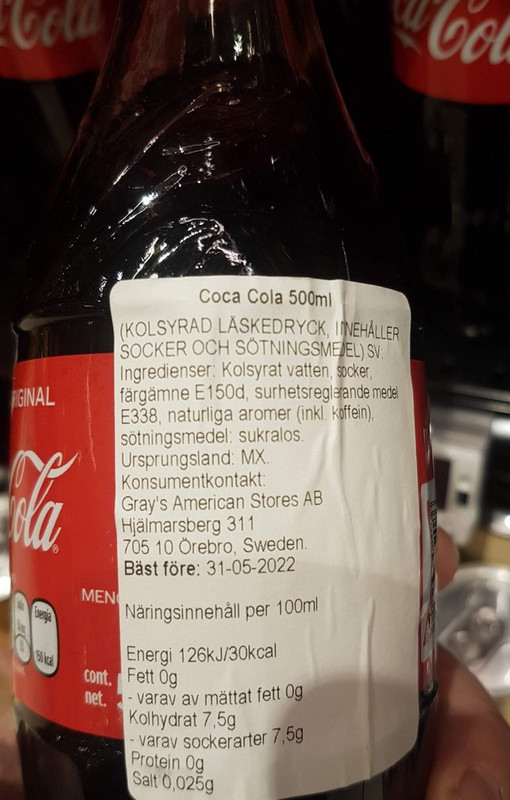 Coca-Cola
Coca Cola 500ml
(KOLSYRAD LÄSKEDRYCK, INNEHÅLLER
SOCKER OCH SÖTNINGSMEDEL) SV:
Ingredienser: Kolsyrat vatten, socker,
färgämne E150d, surhetsreglerande medel
E338, naturliga aromer (inkl. koffein),
sötningsmedel: sukralos.
Ursprungsland: MX.
Konsumentkontakt:
Gray's American Stores AB
Hjälmarsberg 311
705 10 Örebro, Sweden.
Bäst före: 31-05-2022
Näringsinnehåll per 100ml
Energi 126kJ/30kcal
Fett 0g
- varav av mättat fett 0g
Kolhydrat 7,5g
- varav sockerarter 7,5g
Protein 0g
Salt 0,025g
RIGINAL
Cola
MENO
Energía
150 kcal
cont.
net.